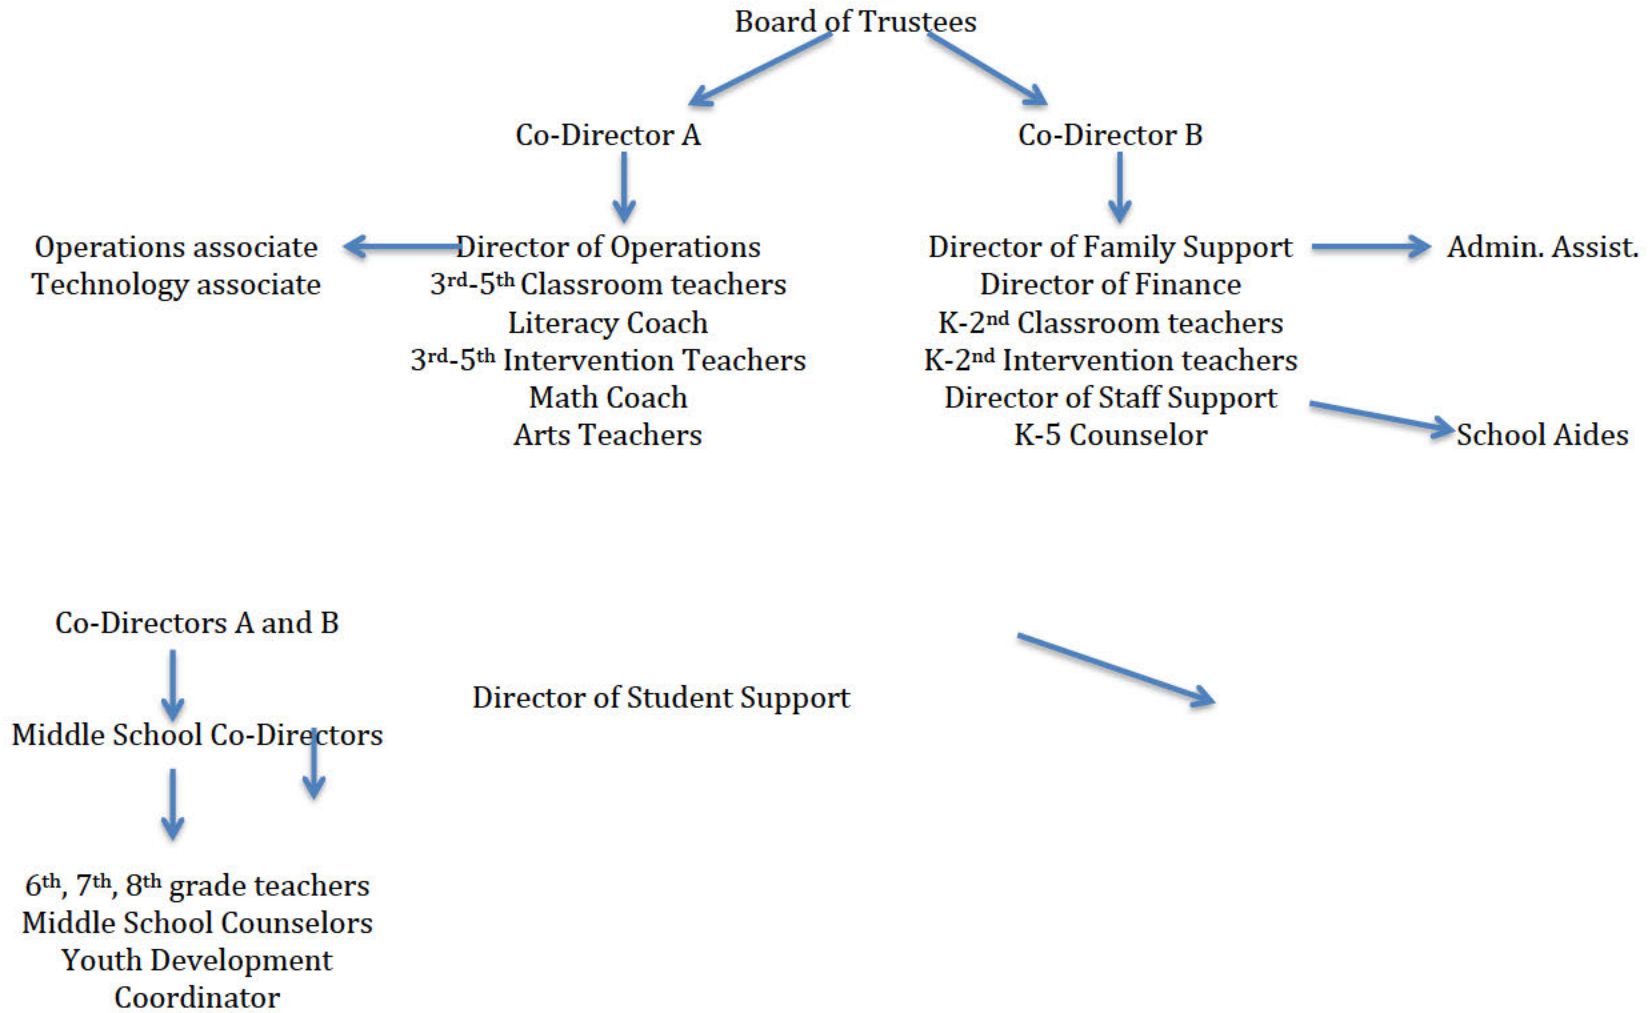 Board of Trustees
Co-Director A
Co-Director B
Operations associate
Technology associate
Director of Operations
3rd-5th Classroom teachers
Literacy Coach
3rd-5th Intervention Teachers
Math Coach
Arts Teachers
Director of Family Support
Director of Finance
K-2nd Classroom teachers
K-2nd Intervention teachers
Director of Staff Support
K-5 Counselor
Admin. Assist.
School Aides
Co-Directors A and B
Director of Student Support
Middle School Co-Directors
6th, 7th, 8th grade teachers
Middle School Counselors
Youth Development
Coordinator